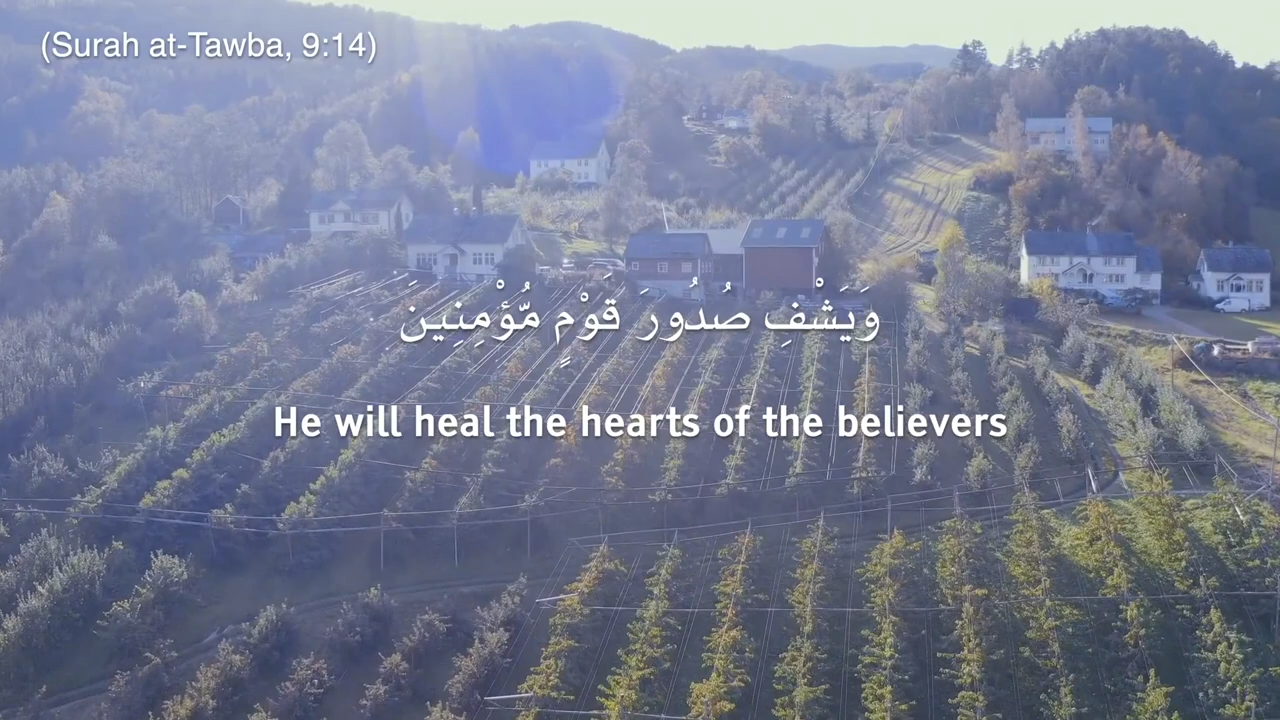 (Surah at-Tawba, 9:14)
وَيَشْفِ صُدُورَ قَوْمٍ مُّؤْمِنِينَ
He will heal the hearts of the believers